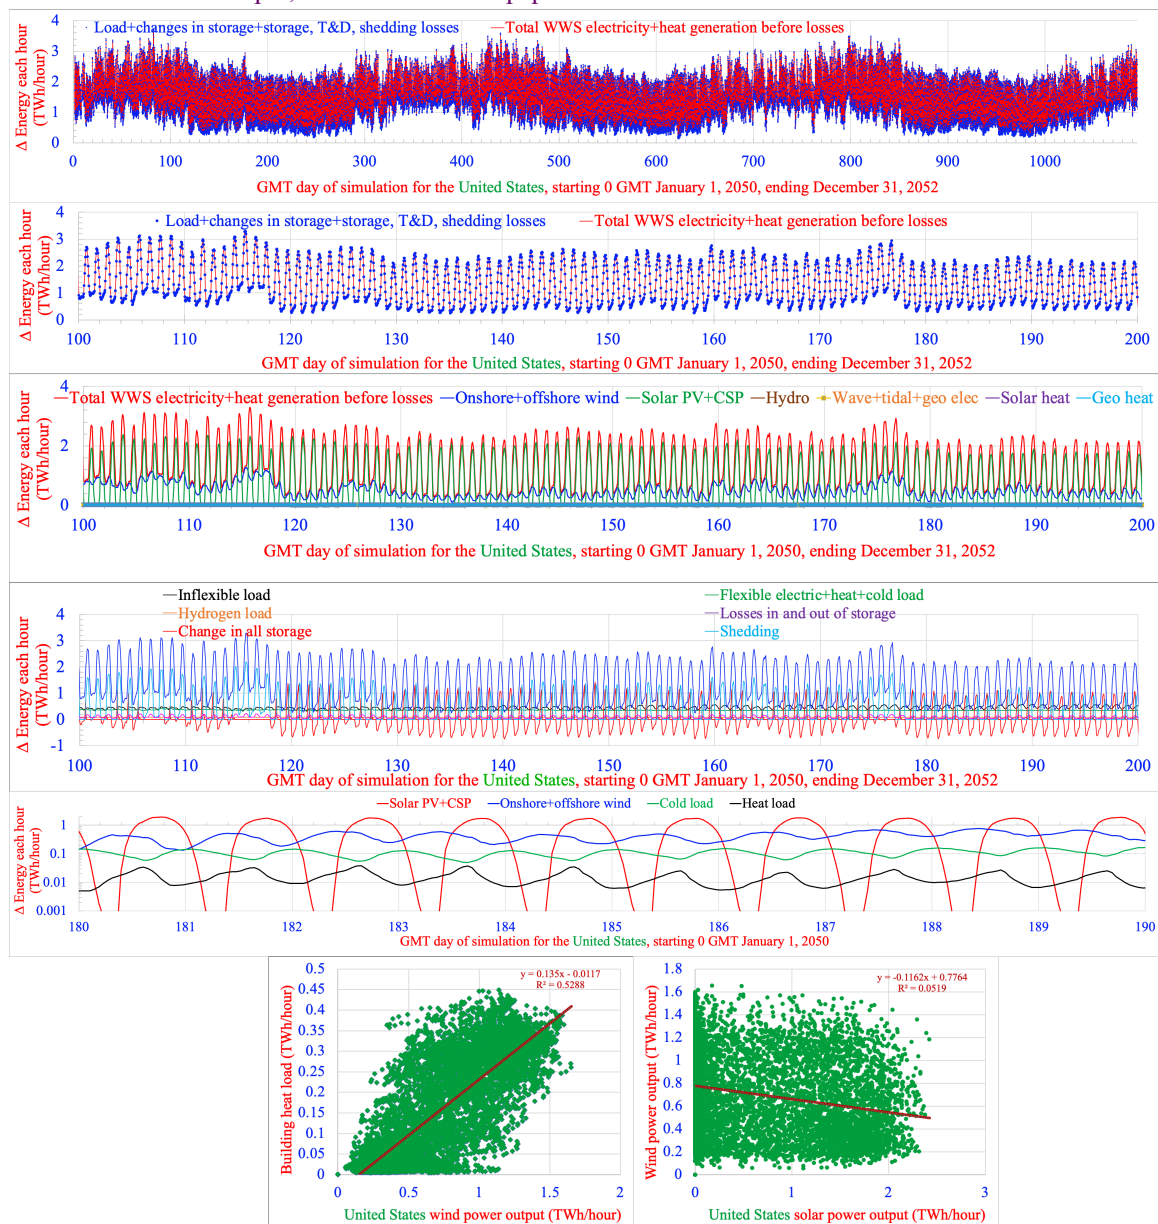 Load+changes in storage+storage, T&D, shedding losses —Total WWS electricity+heat generation before losses
Δ Energy each hour
(TWh/hour)
4
3
2
1
0
0 100 200 300 400 500 600 700 800 900 1000
GMT day of simulation for the United States, starting 0 GMT January 1, 2050, ending December 31, 2052
Load+changes in storage+storage, T&D, shedding losses —Total WWS electricity+heat generation before losses
Δ Energy each hour
(TWh/hour)
4
3
2
1
0
100 110 120 130 140 150 160 170 180 190 200
GMT day of simulation for the United States, starting 0 GMT January 1, 2050, ending December 31, 2052
—Total WWS electricity+heat generation before losses —Onshore+offshore wind —Solar PV+CSP —Hydro Wave+tidal+geo elec —Solar heat —Geo heat
Δ Energy each hour
(TWh/hour)
4
2
0
100 110 120 130 140 150 160 170 180 190 200
GMT day of simulation for the United States, starting 0 GMT January 1, 2050, ending December 31, 2052
—Inflexible load —Flexible electric+heat+cold load
—Hydrogen load —Losses in and out of storage
—Change in all storage —Shedding
Δ Energy each hour
(TWh/hour)
4
3
2
1
0
-1
100 110 120 130 140 150 160 170 180 190 200
GMT day of simulation for the United States, starting 0 GMT January 1, 2050, ending December 31, 2052
—Solar PV+CSP —Onshore+offshore wind —Cold load —Heat load
Δ Energy each hour
(TWh/hour)
1
0.1
0.01
0.001
180 181 182 183 184 185 186 187 188 189 190
GMT day of simulation for the United States, starting 0 GMT January 1, 2050
Building heat load (TWh/hour)
0.5
0.45
0.4
0.35
0.3
0.25
0.2
0.15
0.1
0.05
0
y = 0.135x - 0.0117
R² = 0.5288
0 0.5 1 1.5 2
United States wind power output (TWh/hour)
Wind power output (TWh/hour)
1.8
1.6
1.4
1.2
1
0.8
0.6
0.4
0.2
0
y = -0.1162x + 0.7764
R² = 0.0519
0 1 2 3
United States solar power output (TWh/hour)